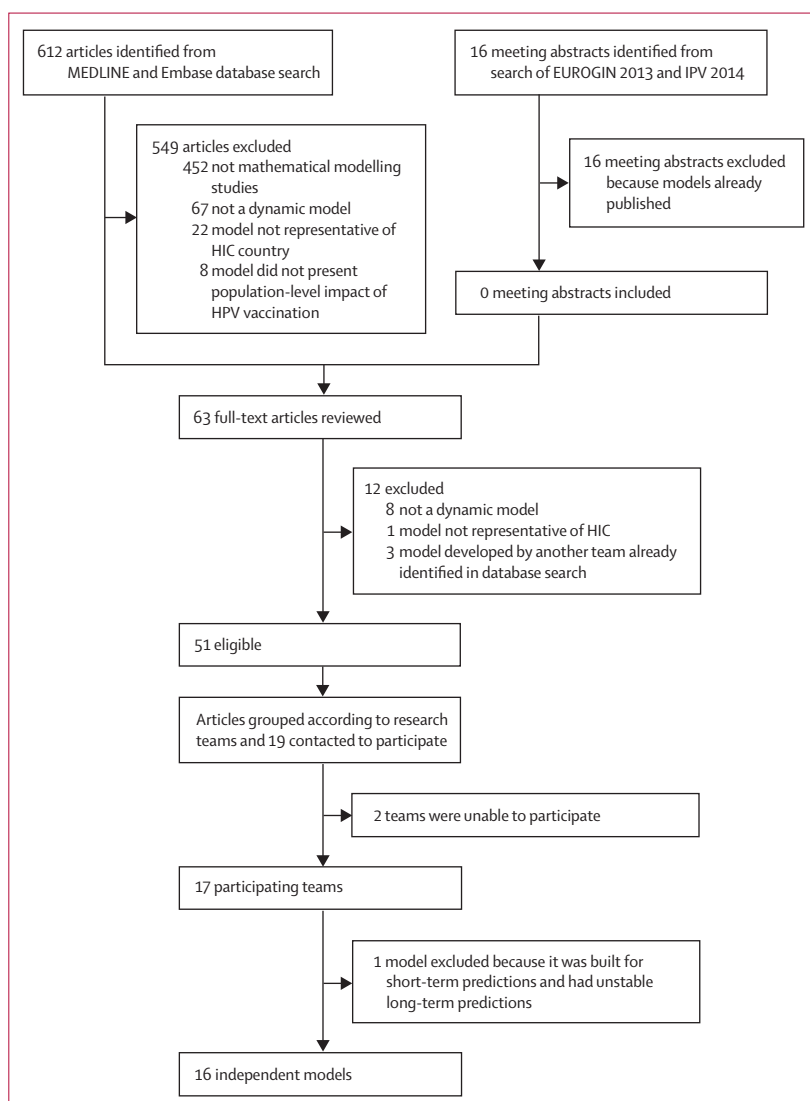 612 articles identified from
MEDLINE and Embase database search
16 meeting abstracts identified from
search of EUROGIN 2013 and IPV 2014
549 articles excluded
452 not mathematical modelling
studies
67 not a dynamic model
22 model not representative of
HIC country
8 model did not present
population-level impact of
HPV vaccination
16 meeting abstracts excluded
because models already
published
0 meeting abstracts included
63 full-text articles reviewed
12 excluded
8 not a dynamic model
1 model not representative of HIC
3 model developed by another team already
identified in database search
51 eligible
Articles grouped according to research
teams and 19 contacted to participate
2 teams were unable to participate
17 participating teams
1 model excluded because it was built for
short-term predictions and had unstable
long-term predictions
16 independent models